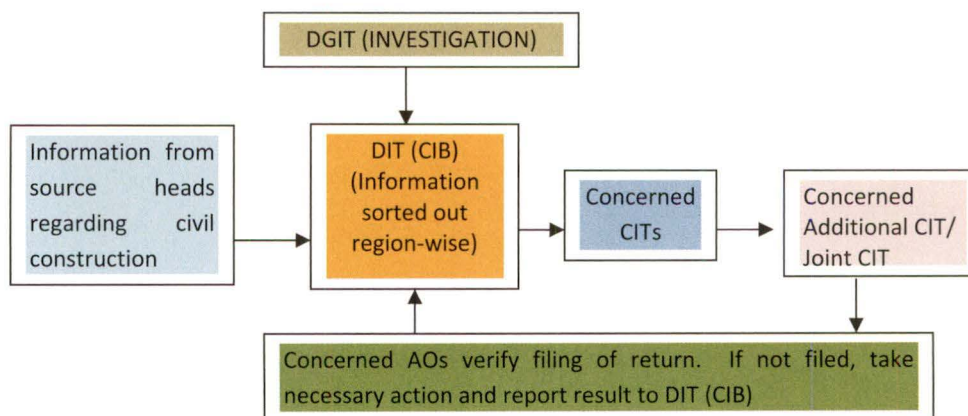 DGIT (INVESTIGATION)
Information from
source heads
regarding civil
construction
DIT (CIB)
(Information
sorted out
region-wise)
Concerned
CITs
Concerned
Additional CIT/
Joint CIT
Concerned AOs verify filing of return. If not filed, take
necessary action and report result to DIT (CIB)